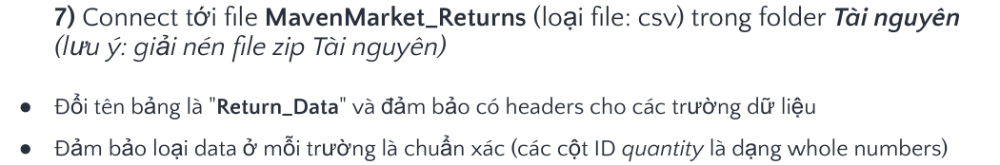 7) Connect tới file MavenMarket_Returns (loại file: csv) trong folder Tài nguyên
(lưu ý: giải nén file zip Tài nguyên)
● Đổi tên bảng là "Return_Data" và đảm bảo có headers cho các trường dữ liệu
● Đảm bảo loại data ở mỗi trường là chuẩn xác (các cột ID quantity là dạng whole numbers)